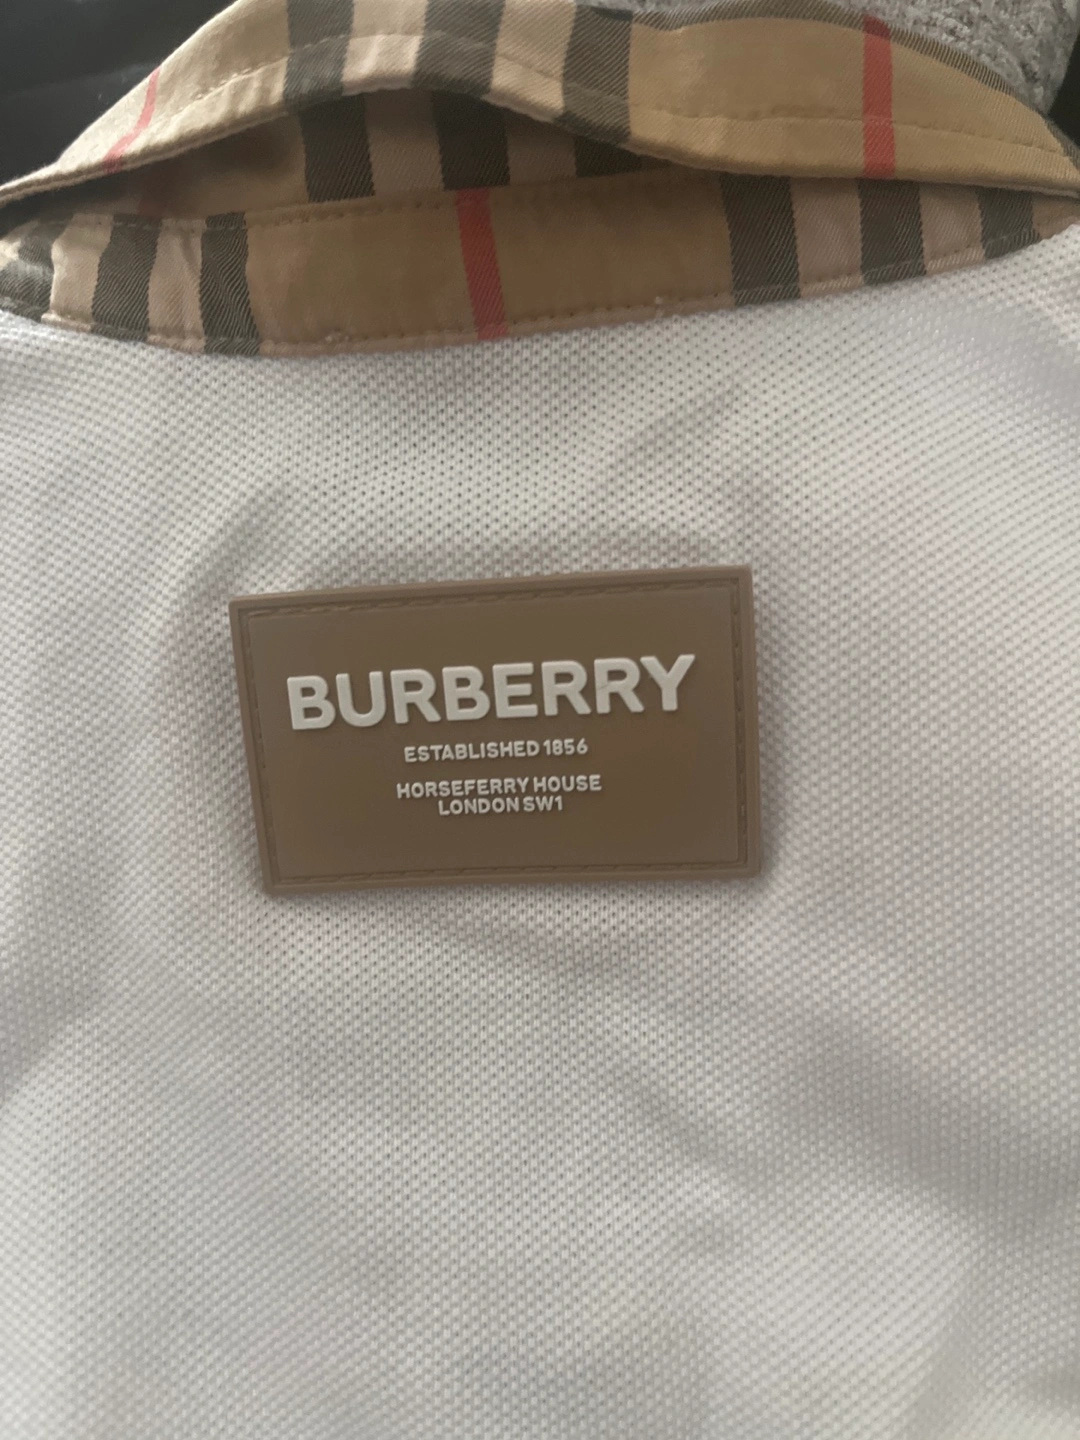 BURBERRY
ESTABLISHED 1856
HORSEFERRY HOUSE
LONDON SW1